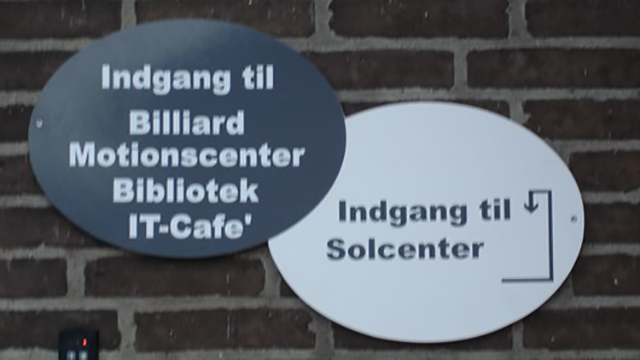 Indgang til
Billiard
Motionscenter
Bibliotek
IT-Cafe'
Indgang til
Solcenter